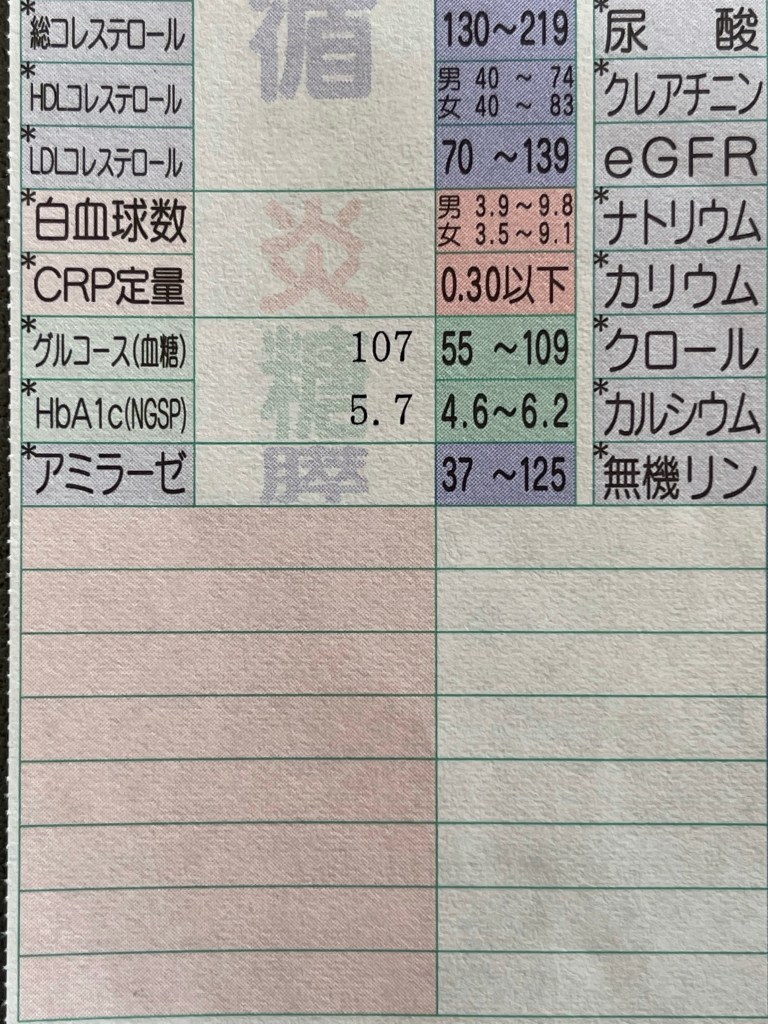 *総コレステロール 130～219 *尿酸
*HDLコレステロール 循 男 40 ～ 74
女 40 ～ 83 *クレアチニン
*LDLコレステロール 70 ～139 eGFR
*白血球数 男 3.9～9.8
女 3.5～9.1 *ナトリウム
炎
*CRP定量 0.30以下 *カリウム
*グルコース(血糖) 107 55 ～109 *クロール
糖
*HbA1c(NGSP) 5.7 4.6～6.2 *カルシウム
*アミラーゼ 膵 37 ～125 *無機リン